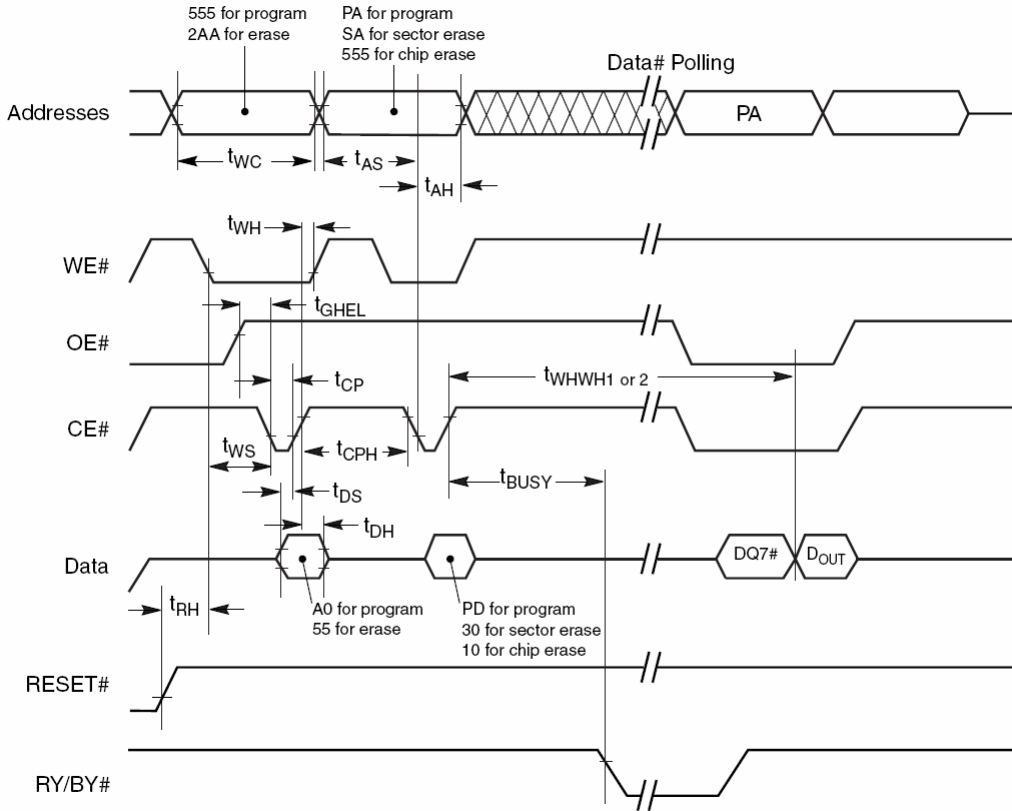 555 for program
2AA for erase
PA for program
SA for sector erase
555 for chip erase
Data# Polling
Addresses
PA
tWC
tAS
tAH
tWH
WE#
tGHEL
OE#
tCP
tWHWH1 or 2
CE#
tWS
tCPH
tBUSY
tDS
tDH
Data
DQ7#
DOUT
tRH
A0 for program
55 for erase
PD for program
30 for sector erase
10 for chip erase
RESET#
RY/BY#